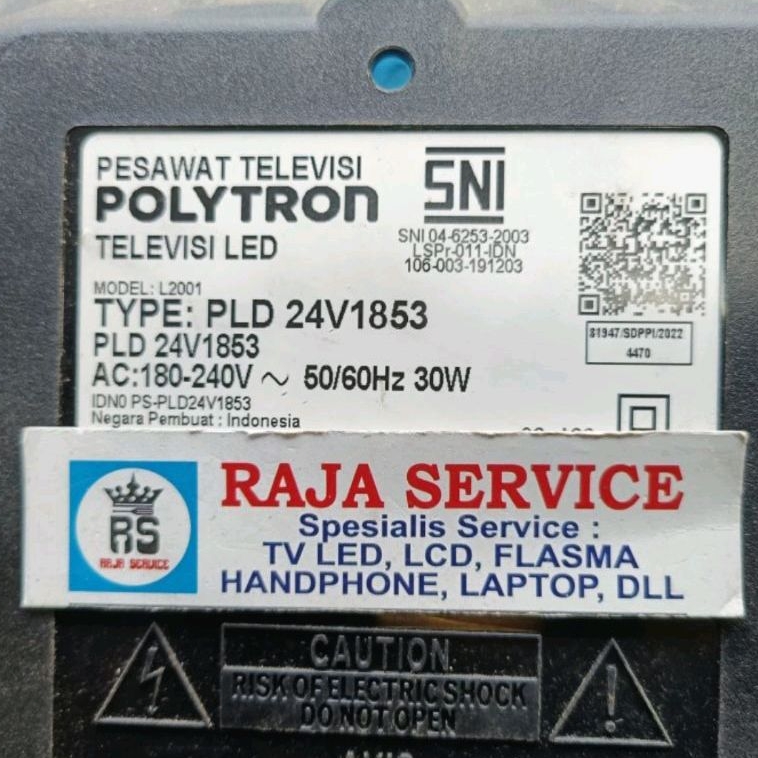 PESAWAT TELEVISI
POLYTRON
TELEVISI LED
SNI
SNI 04-6253-2003
LSPr-011-IDN
106-003-191203
MODEL: L2001
TYPE: PLD 24V1853
PLD 24V1853
AC:180-240V ~ 50/60Hz 30W
IDN0 PS-PLD24V1853
Negara Pembuat : Indonesia
81947/SDPPI/2022
4470
RS
RAJA SERVICE
RAJA SERVICE
Spesialis Service :
TV LED, LCD, FLASMA
HANDPHONE, LAPTOP, DLL
CAUTION
RISK OF ELECTRIC SHOCK
DO NOT OPEN